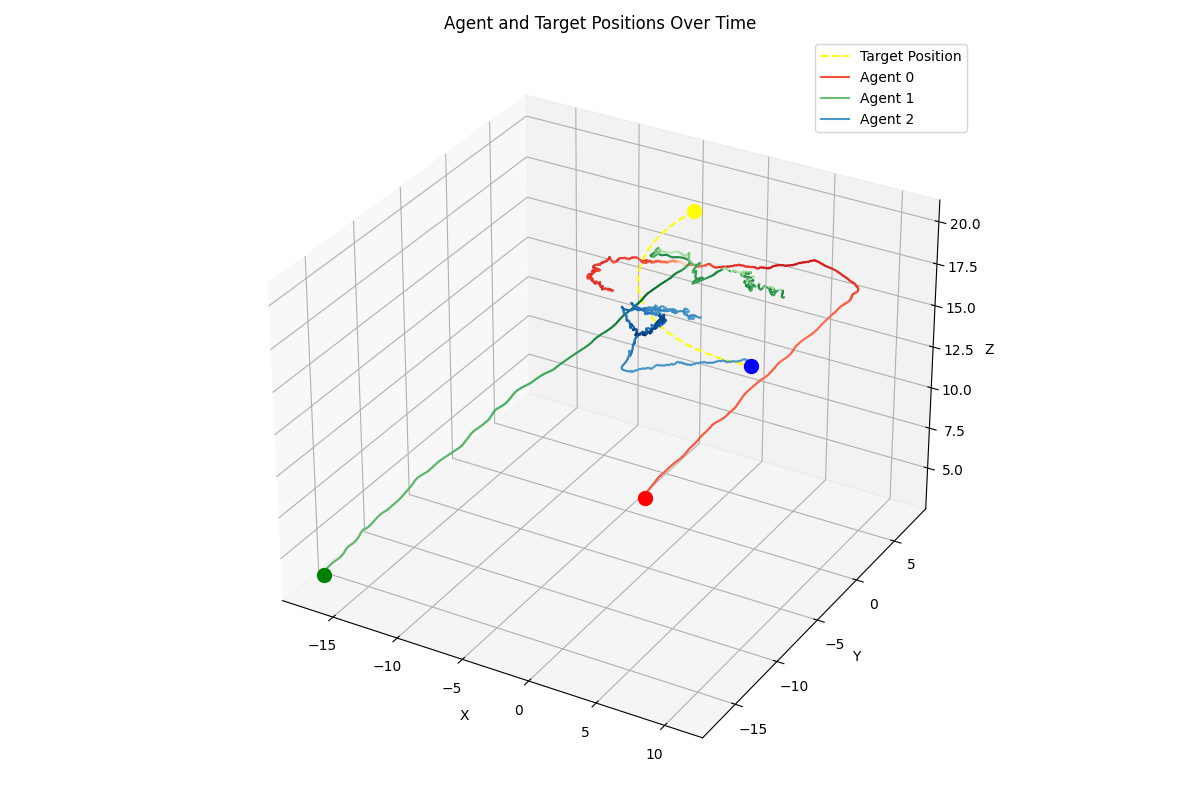 Agent and Target Positions Over Time
Target Position
Agent 0
Agent 1
Agent 2
20.0
17.5
15.0
12.5
10.0
7.5
5.0
Z
5
0
−5
−10
−15
Y
−15
−10
−5
0
5
10
X